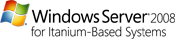 Windows Server 2008
for Itanium-Based Systems